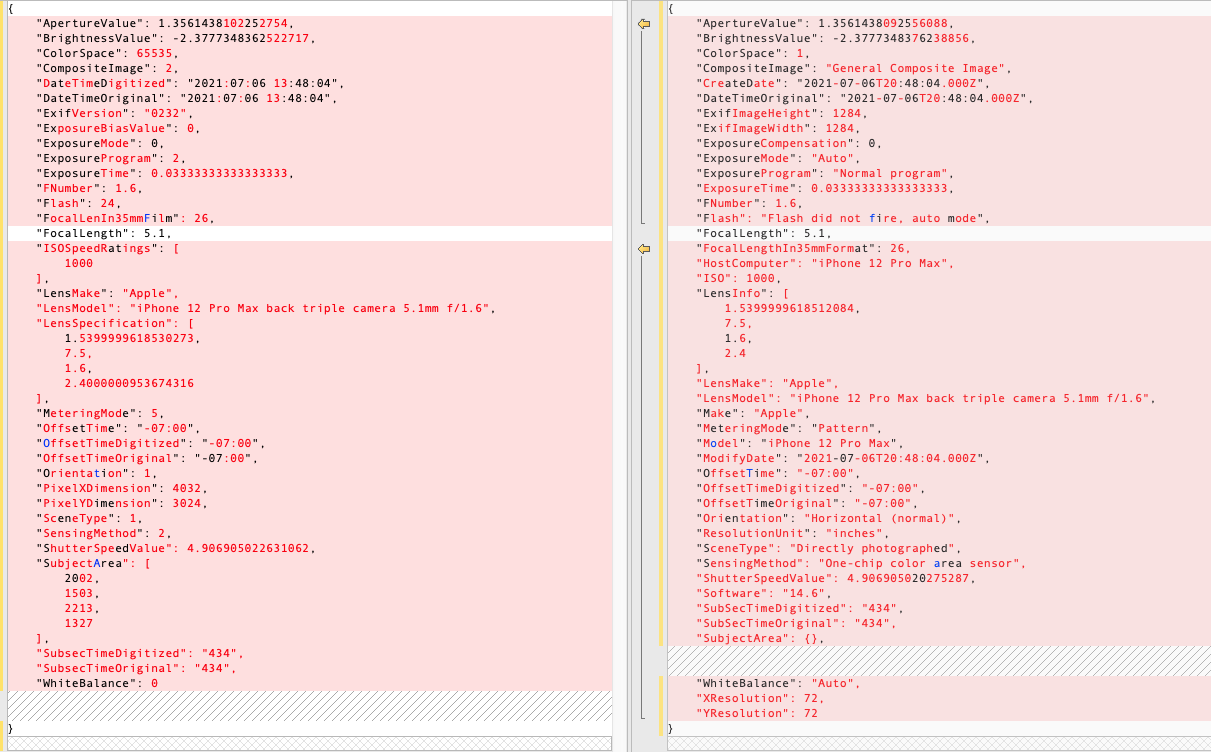 {
    "ApertureValue": 1.3561438102252754,
    "BrightnessValue": -2.3777348362522717,
    "ColorSpace": 65535,
    "CompositeImage": 2,
    "DateTimeDigitized": "2021:07:06 13:48:04",
    "DateTimeOriginal": "2021:07:06 13:48:04",
    "ExifVersion": "0232",
    "ExposureBiasValue": 0,
    "ExposureMode": 0,
    "ExposureProgram": 2,
    "ExposureTime": 0.03333333333333333,
    "FNumber": 1.6,
    "Flash": 24,
    "FocalLenIn35mmFilm": 26,
    "FocalLength": 5.1,
    "ISOSpeedRatings": [
        1000
    ],
    "LensMake": "Apple",
    "LensModel": "iPhone 12 Pro Max back triple camera 5.1mm f/1.6",
    "LensSpecification": [
        1.5399999618530273,
        7.5,
        1.6,
        2.4000000953674316
    ],
    "MeteringMode": 5,
    "OffsetTime": "-07:00",
    "OffsetTimeDigitized": "-07:00",
    "OffsetTimeOriginal": "-07:00",
    "Orientation": 1,
    "PixelXDimension": 4032,
    "PixelYDimension": 3024,
    "SceneType": 1,
    "SensingMethod": 2,
    "ShutterSpeedValue": 4.906905022631062,
    "SubjectArea": [
        2002,
        1503,
        2213,
        1327
    ],
    "SubsecTimeDigitized": "434",
    "SubsecTimeOriginal": "434",
    "WhiteBalance": 0
}
{
    "ApertureValue": 1.3561438092556088,
    "BrightnessValue": -2.3777348376238856,
    "ColorSpace": 1,
    "CompositeImage": "General Composite Image",
    "CreateDate": "2021-07-06T20:48:04.000Z",
    "DateTimeOriginal": "2021-07-06T20:48:04.000Z",
    "ExifImageHeight": 1284,
    "ExifImageWidth": 1284,
    "ExposureCompensation": 0,
    "ExposureMode": "Auto",
    "ExposureProgram": "Normal program",
    "ExposureTime": 0.03333333333333333,
    "FNumber": 1.6,
    "Flash": "Flash did not fire, auto mode",
    "FocalLength": 5.1,
    "FocalLengthIn35mmFormat": 26,
    "HostComputer": "iPhone 12 Pro Max",
    "ISO": 1000,
    "LensInfo": [
        1.5399999618512084,
        7.5,
        1.6,
        2.4
    ],
    "LensMake": "Apple",
    "LensModel": "iPhone 12 Pro Max back triple camera 5.1mm f/1.6",
    "Make": "Apple",
    "MeteringMode": "Pattern",
    "Model": "iPhone 12 Pro Max",
    "ModifyDate": "2021-07-06T20:48:04.000Z",
    "OffsetTime": "-07:00",
    "OffsetTimeDigitized": "-07:00",
    "OffsetTimeOriginal": "-07:00",
    "Orientation": "Horizontal (normal)",
    "ResolutionUnit": "inches",
    "SceneType": "Directly photographed",
    "SensingMethod": "One-chip color area sensor",
    "ShutterSpeedValue": 4.906905020275287,
    "Software": "14.6",
    "SubSecTimeDigitized": "434",
    "SubSecTimeOriginal": "434",
    "SubjectArea": {},
    "WhiteBalance": "Auto",
    "XResolution": 72,
    "YResolution": 72
}